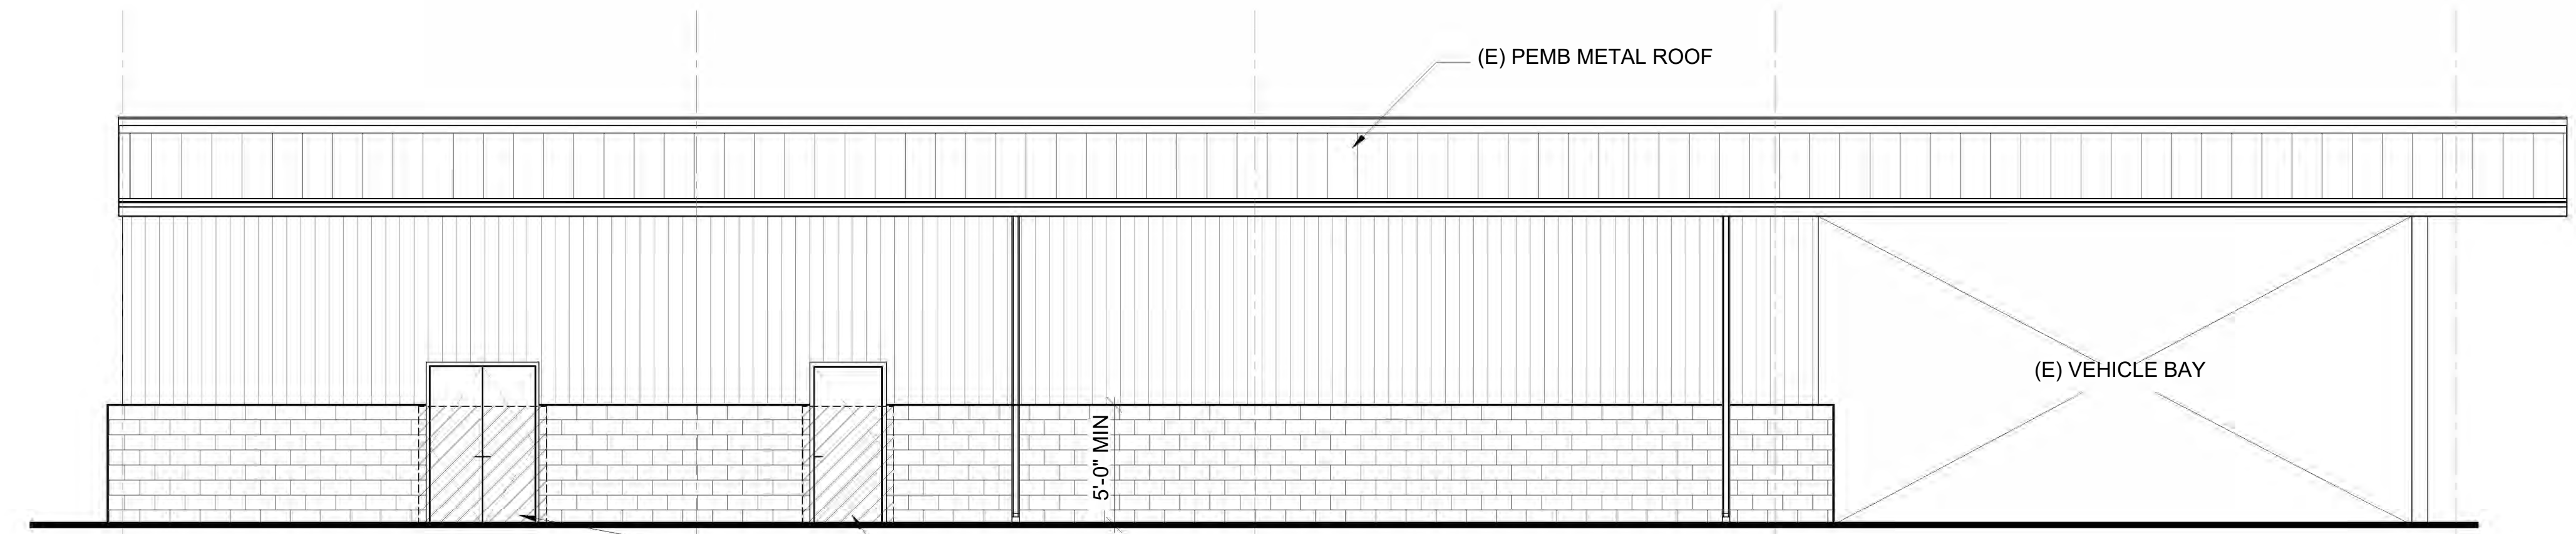 (E) PEMB METAL ROOF
(E) VEHICLE BAY
5'-0" MIN